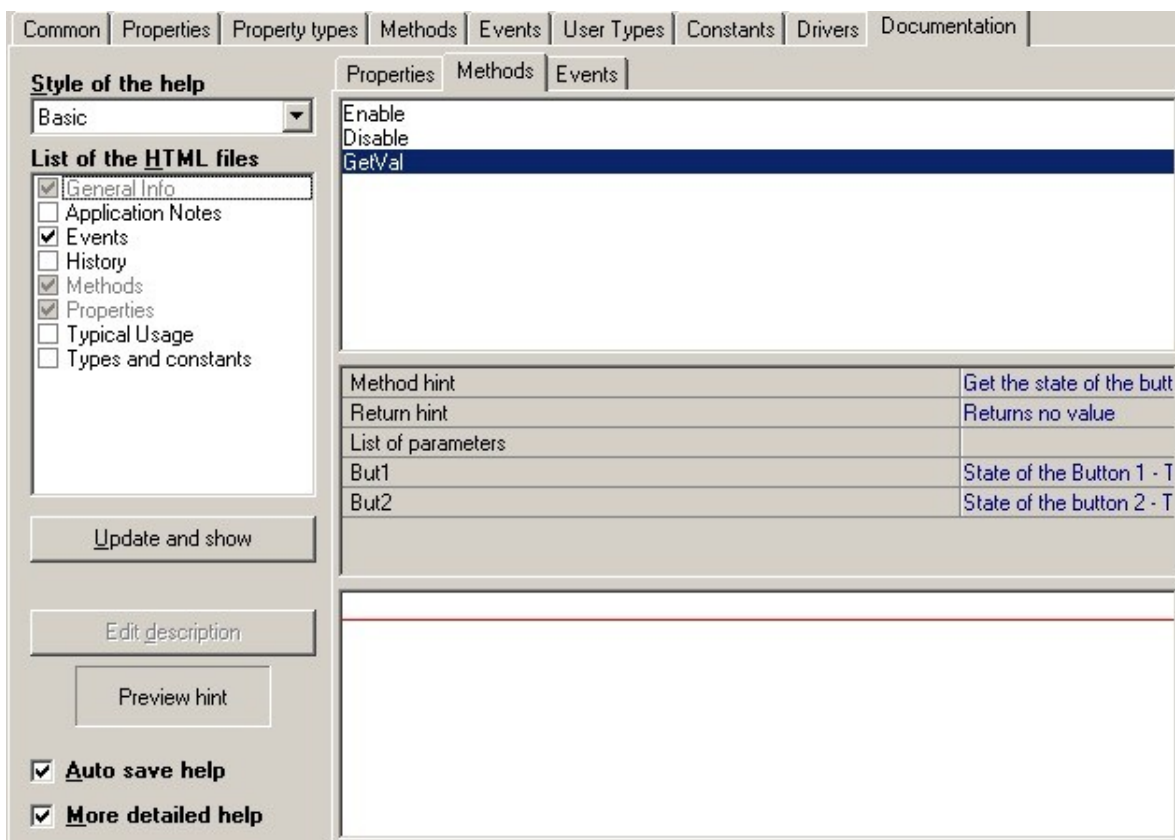 Common Properties Property types Methods Events User Types Constants Drivers Documentation
Style of the help
Basic
List of the HTML files
General Info
Application Notes
Events
History
Methods
Properties
Typical Usage
Types and constants
Update and show
Edit description
Preview hint
Auto save help
More detailed help
Properties Methods Events
Enable
Disable
GetVal
Method hint Get the state of the butt
Return hint Returns no value
List of parameters
But1 State of the Button 1 - T
But2 State of the button 2 - T